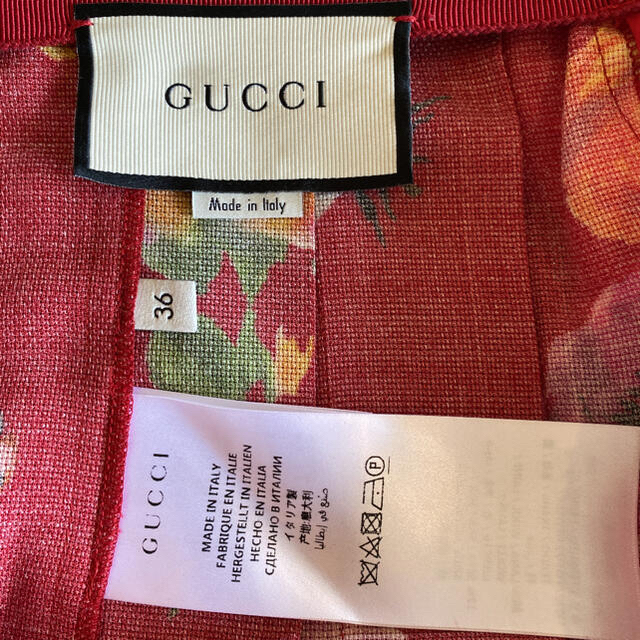 GUCCI
Made in Italy
36
GUCCI
MADE IN ITALY
FABRIQUE EN ITALIE
HERGESTELLT IN ITALIEN
HECHO EN ITALIA
СДЕЛАНО В ИТАЛИИ
イタリア製
产地:意大利
صنع في إيطاليا
P